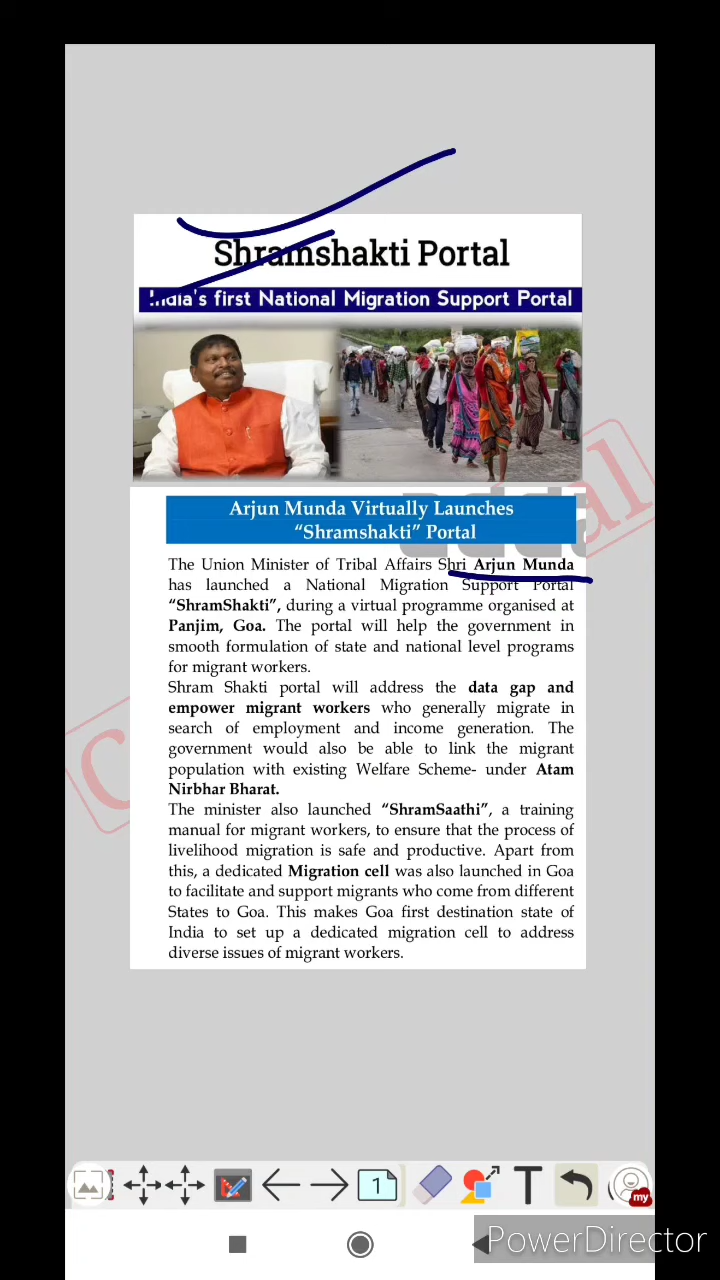 Shramshakti Portal
India's first National Migration Support Portal
Arjun Munda Virtually Launches
“Shramshakti” Portal
The Union Minister of Tribal Affairs Shri Arjun Munda
has launched a National Migration Support Portal
“ShramShakti”, during a virtual programme organised at
Panjim, Goa. The portal will help the government in
smooth formulation of state and national level programs
for migrant workers.
Shram Shakti portal will address the data gap and
empower migrant workers who generally migrate in
search of employment and income generation. The
government would also be able to link the migrant
population with existing Welfare Scheme- under Atam
Nirbhar Bharat.
The minister also launched “ShramSaathi”, a training
manual for migrant workers, to ensure that the process of
livelihood migration is safe and productive. Apart from
this, a dedicated Migration cell was also launched in Goa
to facilitate and support migrants who come from different
States to Goa. This makes Goa first destination state of
India to set up a dedicated migration cell to address
diverse issues of migrant workers.
1
T
my
PowerDirector